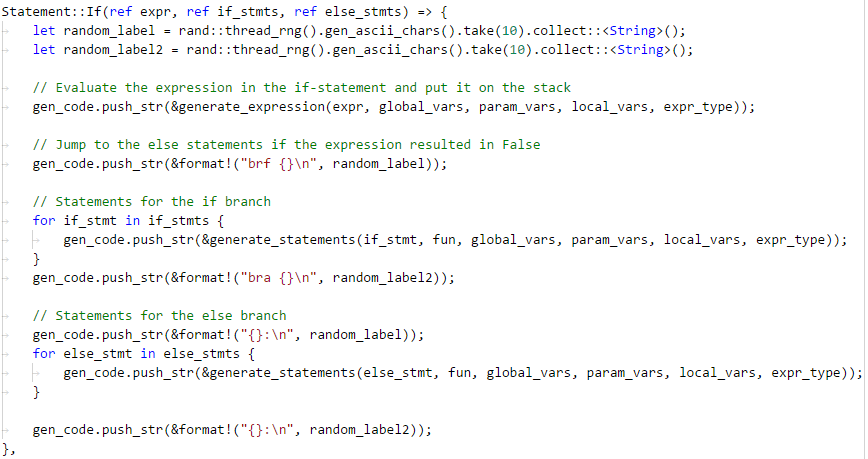 Statement::If(ref expr, ref if_stmts, ref else_stmts) => {
    let random_label = rand::thread_rng().gen_ascii_chars().take(10).collect::<String>();
    let random_label2 = rand::thread_rng().gen_ascii_chars().take(10).collect::<String>();

    // Evaluate the expression in the if-statement and put it on the stack
    gen_code.push_str(&generate_expression(expr, global_vars, param_vars, local_vars, expr_type));

    // Jump to the else statements if the expression resulted in False
    gen_code.push_str(&format!("brf {}\n", random_label));

    // Statements for the if branch
    for if_stmt in if_stmts {
        gen_code.push_str(&generate_statements(if_stmt, fun, global_vars, param_vars, local_vars, expr_type));
    }
    gen_code.push_str(&format!("bra {}\n", random_label2));

    // Statements for the else branch
    gen_code.push_str(&format!("{}:\n", random_label));
    for else_stmt in else_stmts {
        gen_code.push_str(&generate_statements(else_stmt, fun, global_vars, param_vars, local_vars, expr_type));
    }

    gen_code.push_str(&format!("{}:\n", random_label2));
},